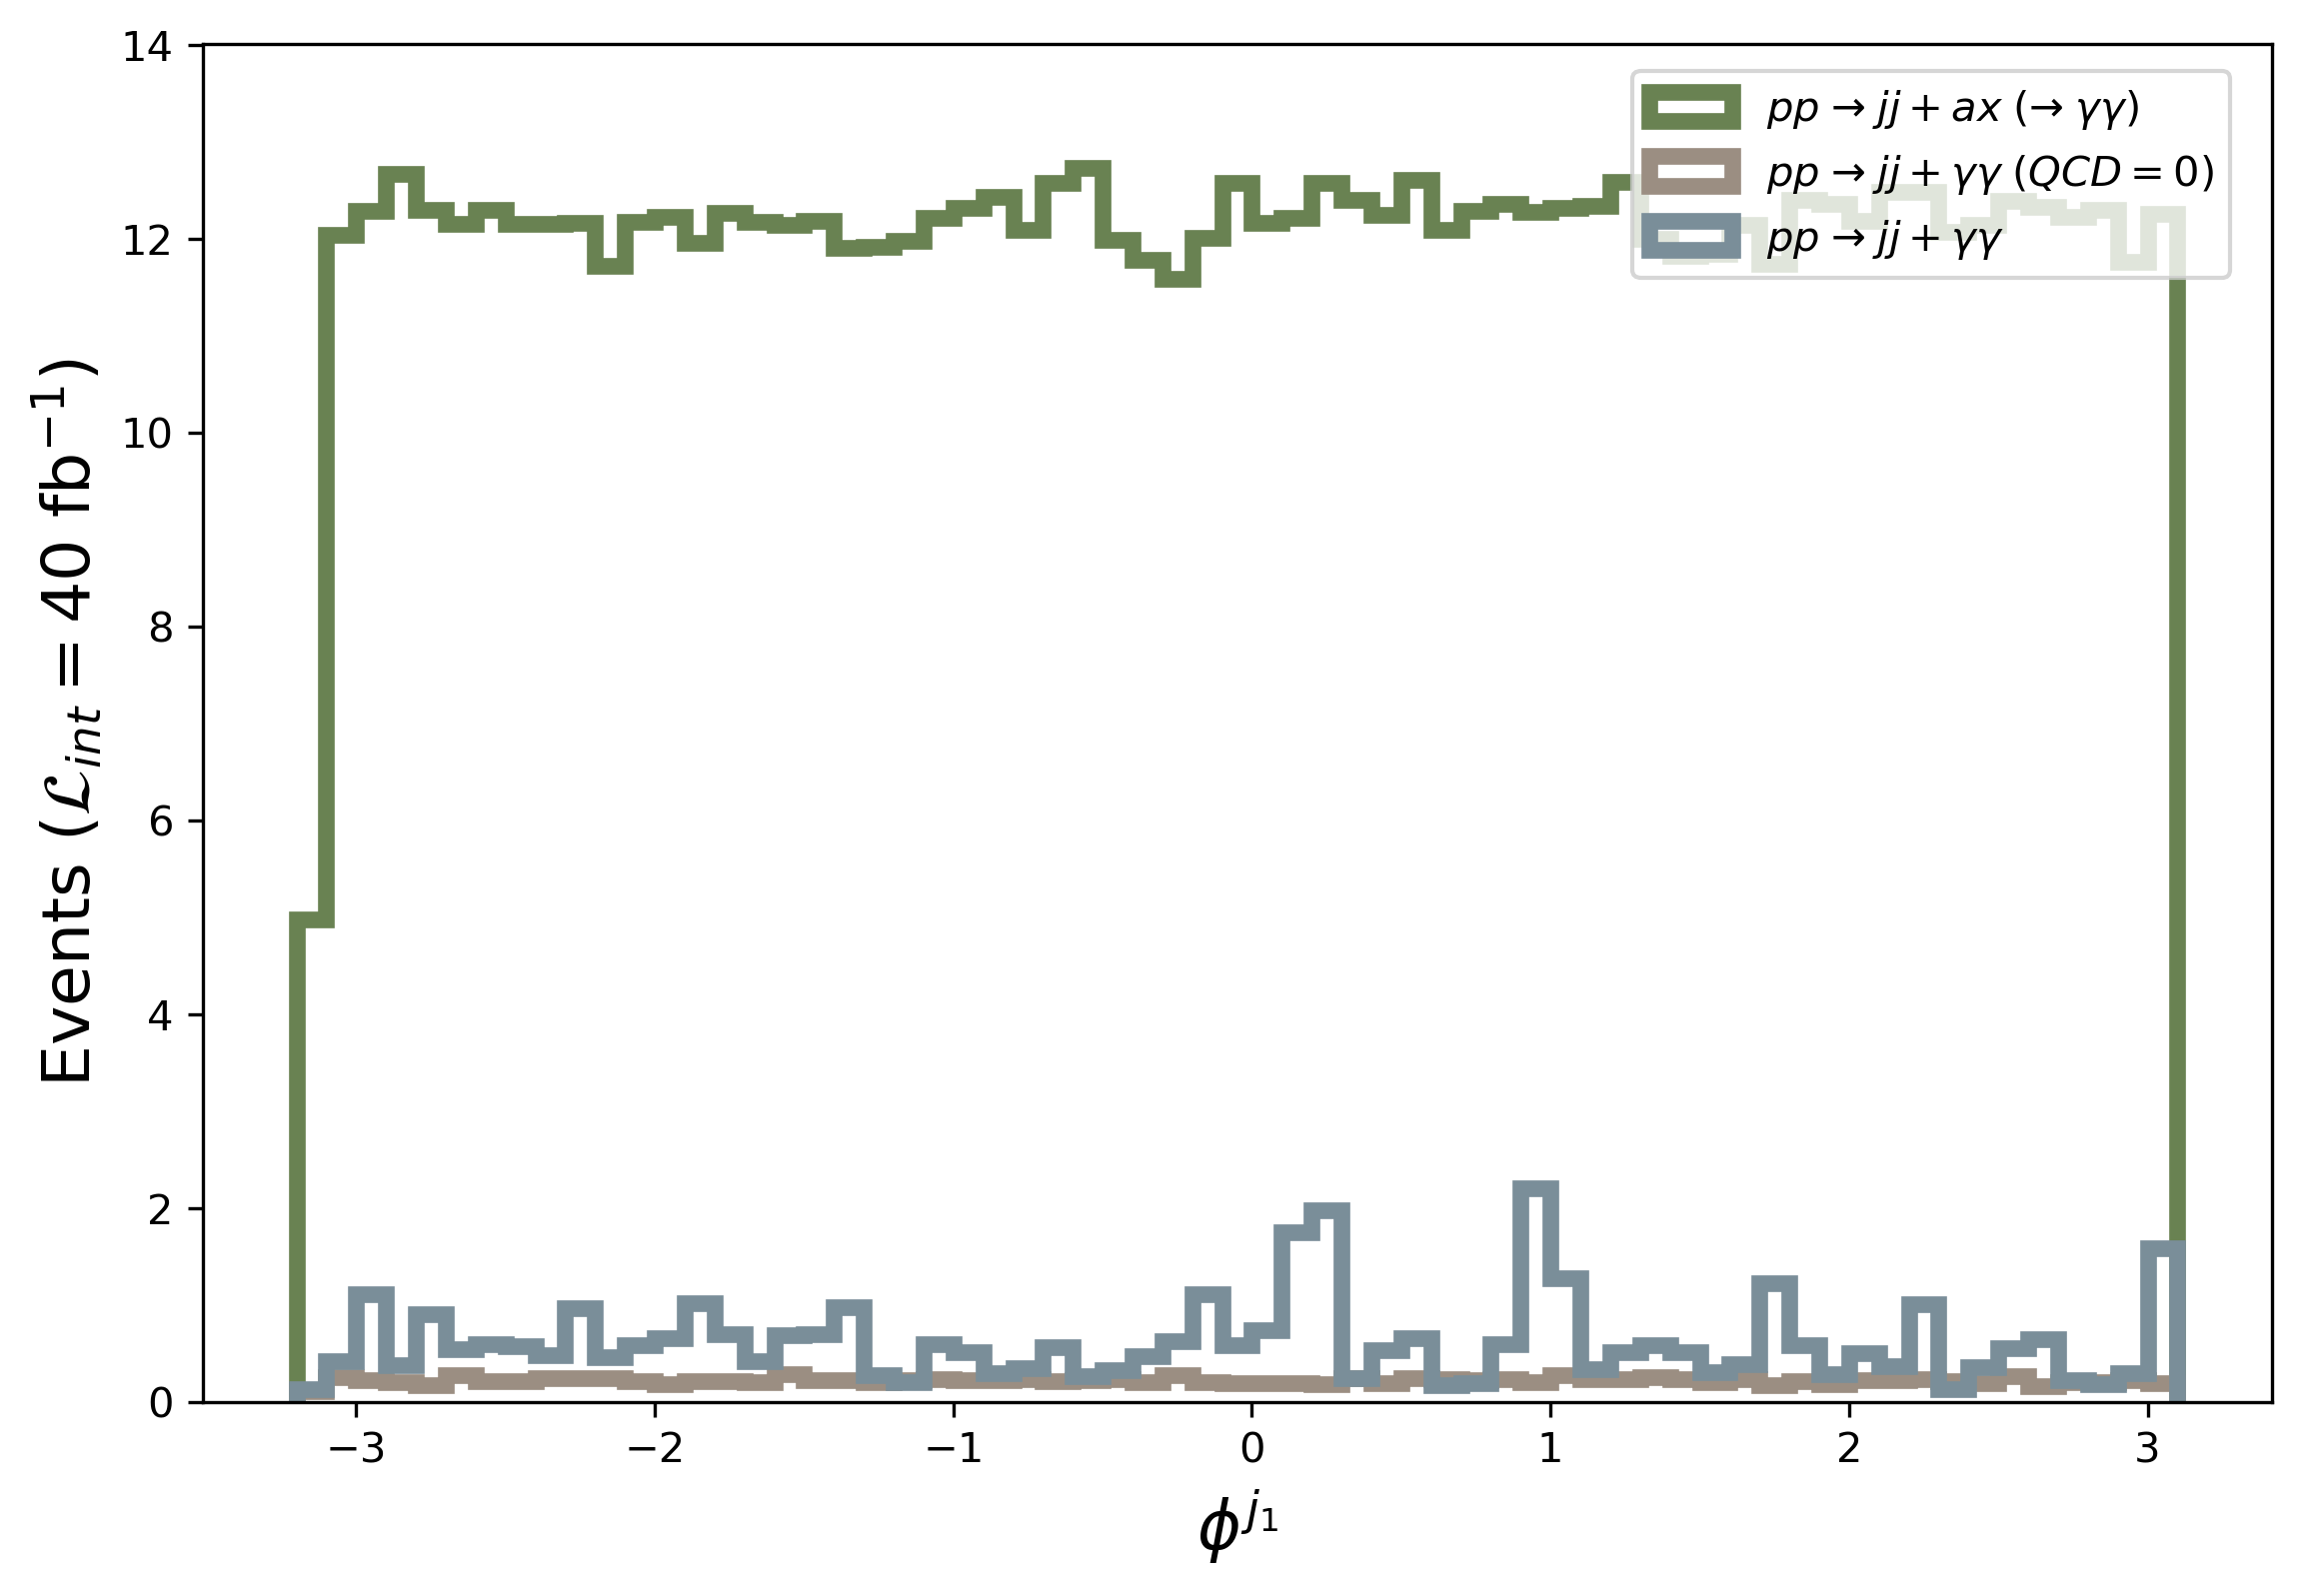 14
12
10
8
6
4
2
0
Events (ℒ_int = 40 fb⁻¹)
pp → jj + ax (→ γγ)
pp → jj + γγ (QCD = 0)
pp → jj + γγ
−3 −2 −1 0 1 2 3
ϕ^j₁